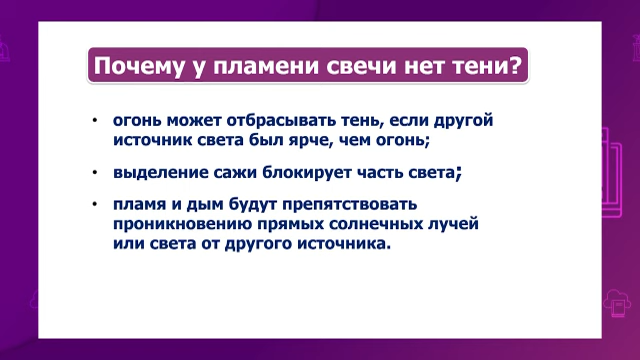 Почему у пламени свечи нет тени?
• огонь может отбрасывать тень, если другой
источник света был ярче, чем огонь;
• выделение сажи блокирует часть света;
• пламя и дым будут препятствовать
проникновению прямых солнечных лучей
или света от другого источника.